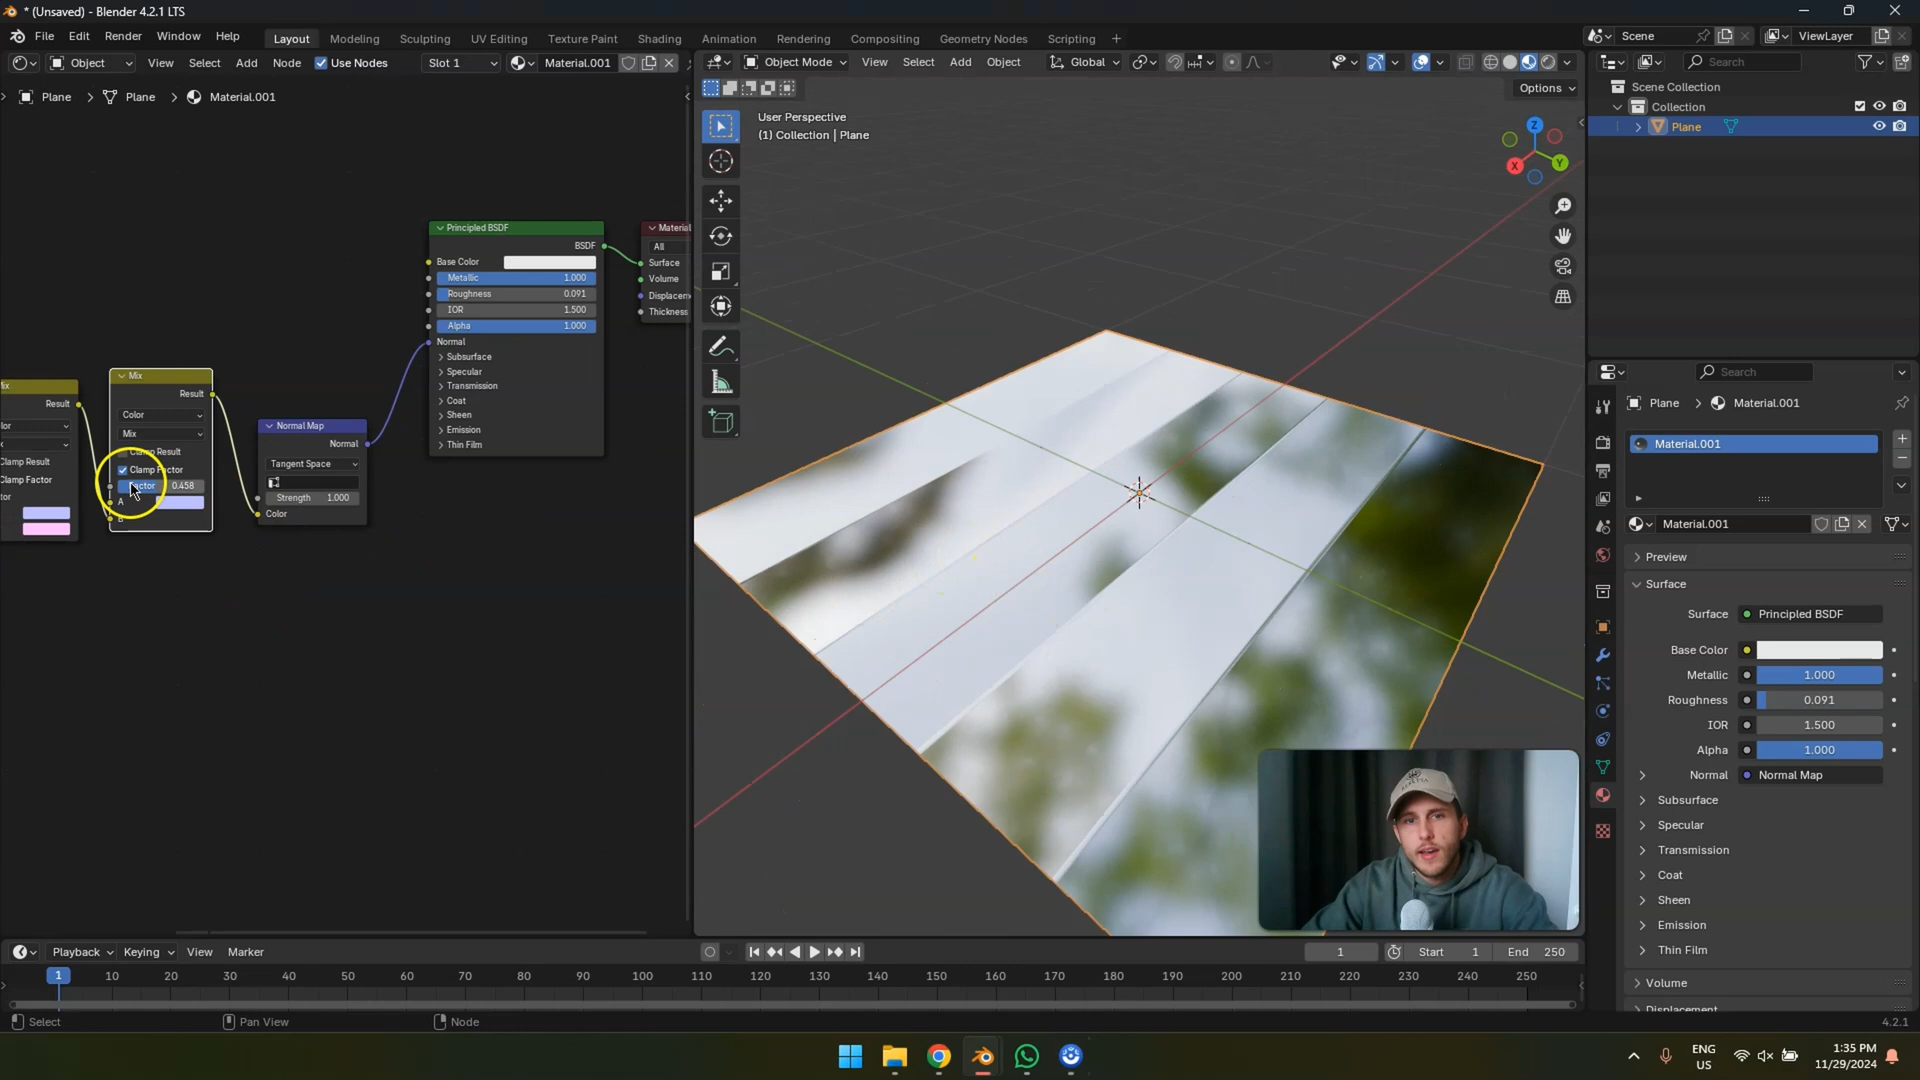 * (Unsaved) - Blender 4.2.1 LTS
File Edit Render Window Help
Layout Modeling Sculpting UV Editing Texture Paint Shading Animation Rendering Compositing Geometry Nodes Scripting +
Scene
ViewLayer
Object View Select Add Node Use Nodes Slot 1 Material.001
Object Mode View Select Add Object Global
Search
Plane > Plane > Material.001
Options
User Perspective
(1) Collection | Plane
Z
Y
X
Scene Collection
Collection
Plane
Principled BSDF
BSDF
Base Color
Metallic 1.000
Roughness 0.091
IOR 1.500
Alpha 1.000
Normal
Subsurface
Specular
Transmission
Coat
Sheen
Emission
Thin Film
Material
All
Surface
Volume
Displacem
Thickness
Result
Clamp Result
Clamp Factor
Mix
Result
Color
Mix
Clamp Result
Clamp Factor
Factor 0.458
A
B
Normal Map
Normal
Tangent Space
Strength 1.000
Color
Search
Plane > Material.001
Material.001
Material.001
Preview
Surface
Surface Principled BSDF
Base Color
Metallic 1.000
Roughness 0.091
IOR 1.500
Alpha 1.000
Normal Normal Map
Subsurface
Specular
Transmission
Coat
Sheen
Emission
Thin Film
Volume
Displacement
Playback Keying View Marker
1 Start 1 End 250
1 10 20 30 40 50 60 70 80 90 100 110 120 130 140 150 160 170 180 190 200 210 220 230 240 250
Select Pan View Node
4.2.1
ENG
US
1:35 PM
11/29/2024